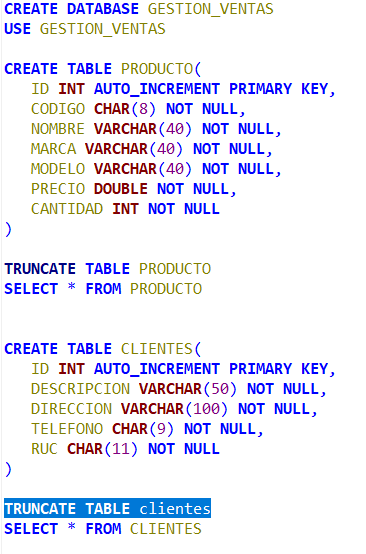 CREATE DATABASE GESTION_VENTAS
USE GESTION_VENTAS
CREATE TABLE PRODUCTO(
ID INT AUTO_INCREMENT PRIMARY KEY,
CODIGO CHAR(8) NOT NULL,
NOMBRE VARCHAR(40) NOT NULL,
MARCA VARCHAR(40) NOT NULL,
MODELO VARCHAR(40) NOT NULL,
PRECIO DOUBLE NOT NULL,
CANTIDAD INT NOT NULL
)
TRUNCATE TABLE PRODUCTO
SELECT * FROM PRODUCTO
CREATE TABLE CLIENTES(
ID INT AUTO_INCREMENT PRIMARY KEY,
DESCRIPCION VARCHAR(50) NOT NULL,
DIRECCION VARCHAR(100) NOT NULL,
TELEFONO CHAR(9) NOT NULL,
RUC CHAR(11) NOT NULL
)
TRUNCATE TABLE clientes
SELECT * FROM CLIENTES